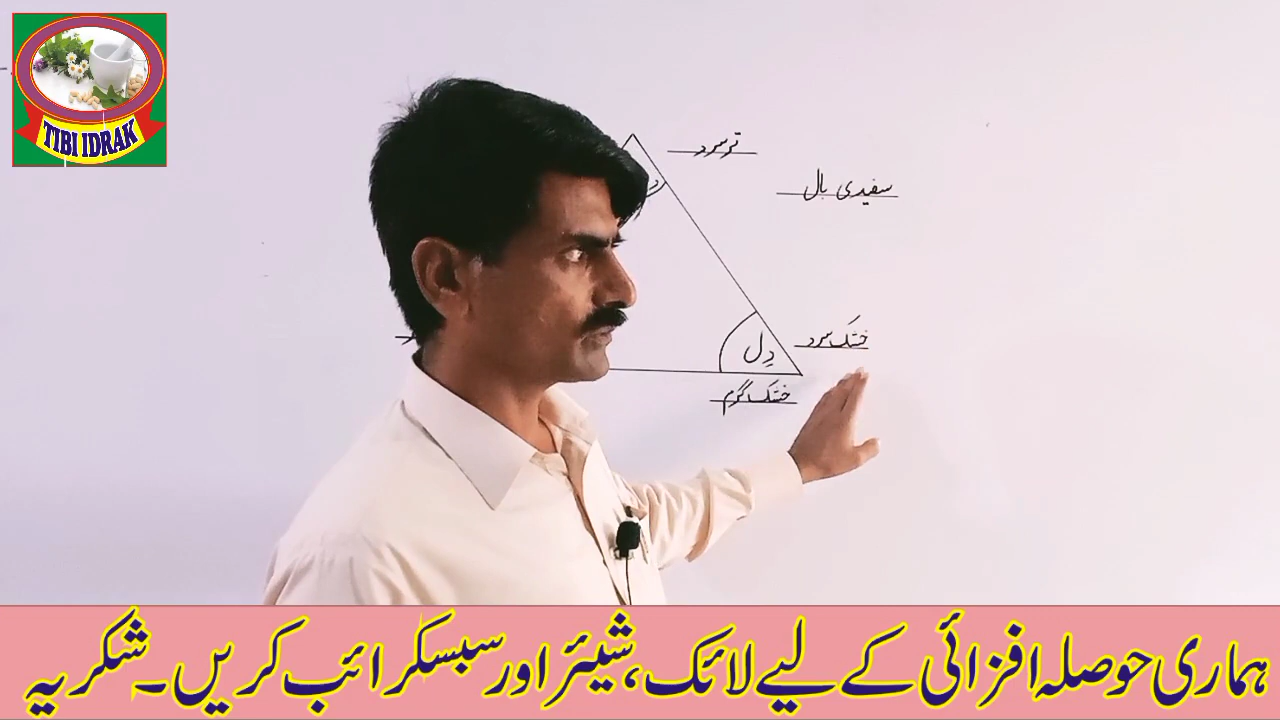 TIBI IDRAK
تر سرد
سفیدی بال
خشک سرد
دِل
خشک گرم
ہماری حوصلہ افزائی کے لیے لائک، شیئر اور سبسکرائب کریں۔ شکریہ